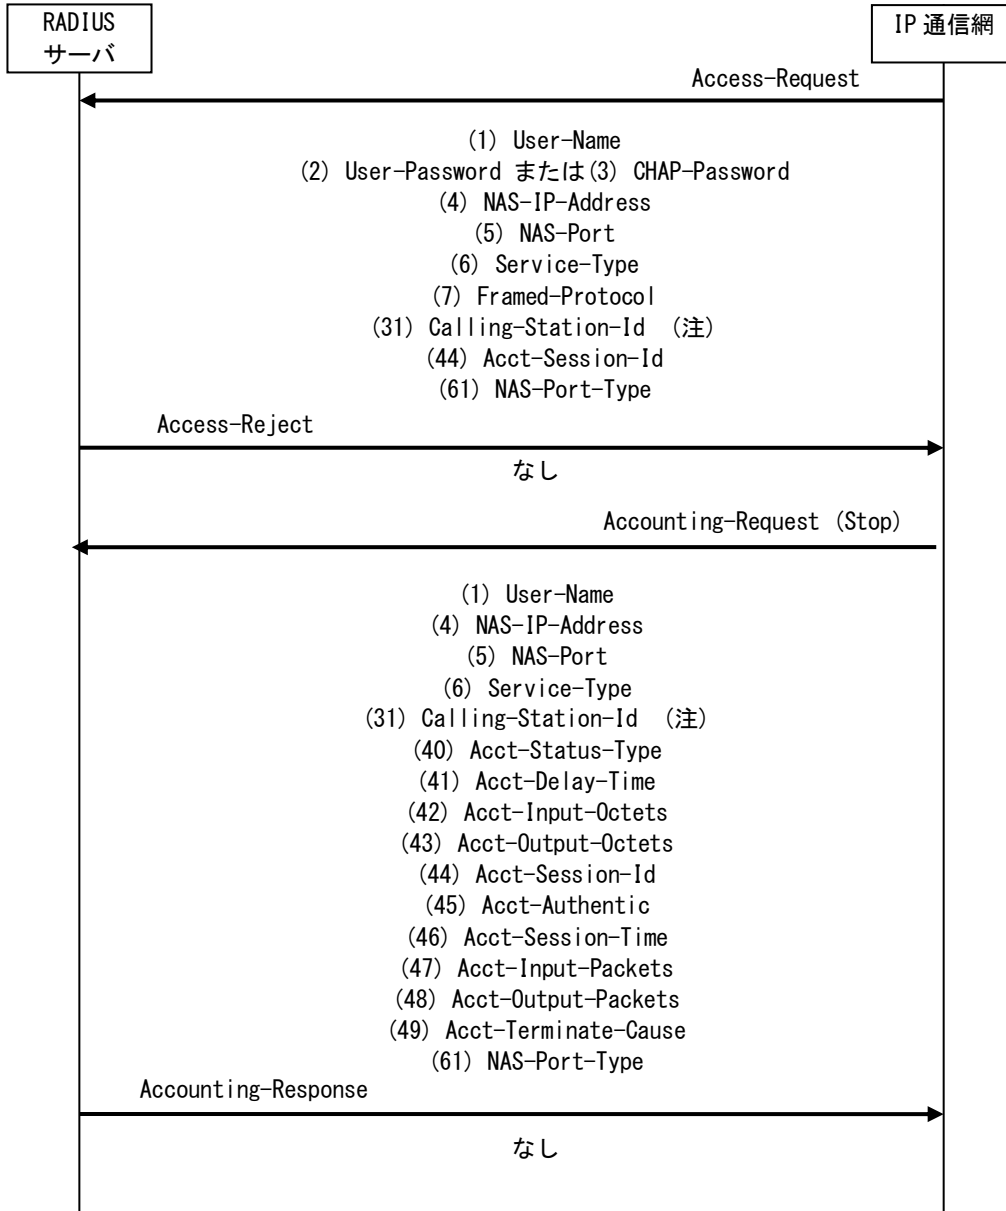 RADIUS
サーバ
IP 通信網
Access-Request
(1) User-Name
(2) User-Password または(3) CHAP-Password
(4) NAS-IP-Address
(5) NAS-Port
(6) Service-Type
(7) Framed-Protocol
(31) Calling-Station-Id (注)
(44) Acct-Session-Id
(61) NAS-Port-Type
Access-Reject
なし
Accounting-Request (Stop)
(1) User-Name
(4) NAS-IP-Address
(5) NAS-Port
(6) Service-Type
(31) Calling-Station-Id (注)
(40) Acct-Status-Type
(41) Acct-Delay-Time
(42) Acct-Input-Octets
(43) Acct-Output-Octets
(44) Acct-Session-Id
(45) Acct-Authentic
(46) Acct-Session-Time
(47) Acct-Input-Packets
(48) Acct-Output-Packets
(49) Acct-Terminate-Cause
(61) NAS-Port-Type
Accounting-Response
なし